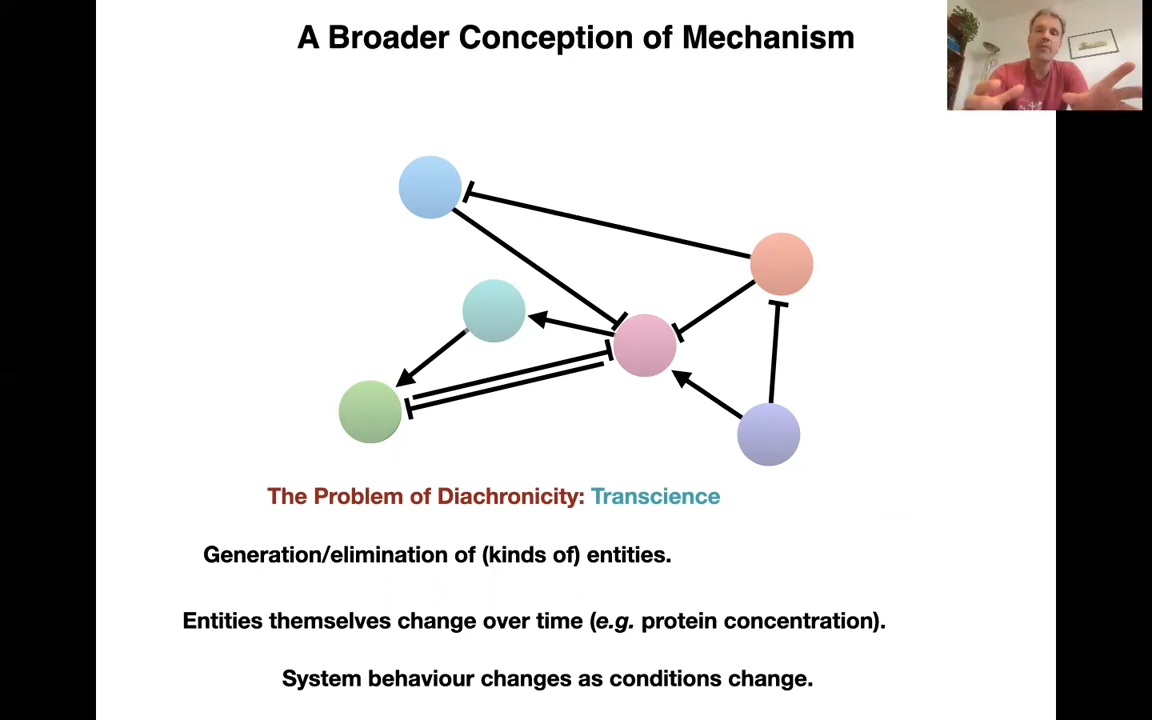 A Broader Conception of Mechanism
The Problem of Diachronicity: Transcience
Generation/elimination of (kinds of) entities.
Entities themselves change over time (e.g. protein concentration).
System behaviour changes as conditions change.